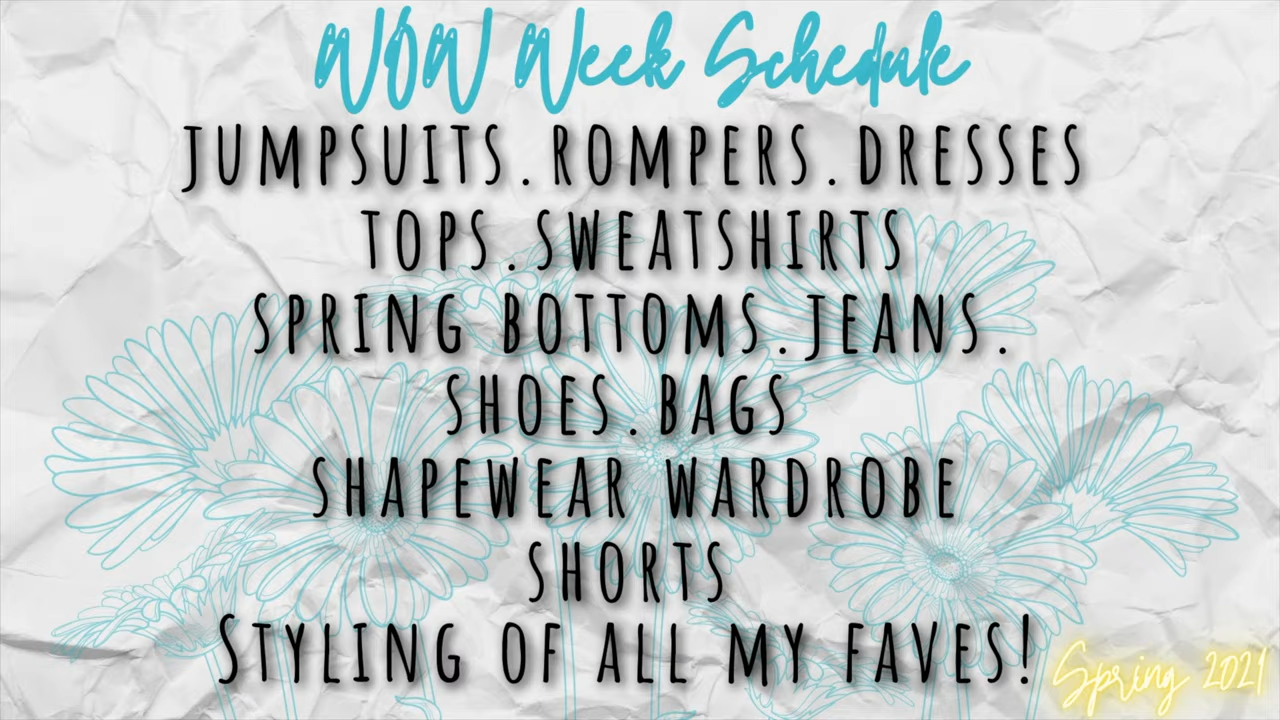 WOW Week Schedule
JUMPSUITS.ROMPERS.DRESSES
TOPS.SWEATSHIRTS
SPRING BOTTOMS.JEANS.
SHOES.BAGS
SHAPEWEAR WARDROBE
SHORTS
STYLING OF ALL MY FAVES!
Spring 2021